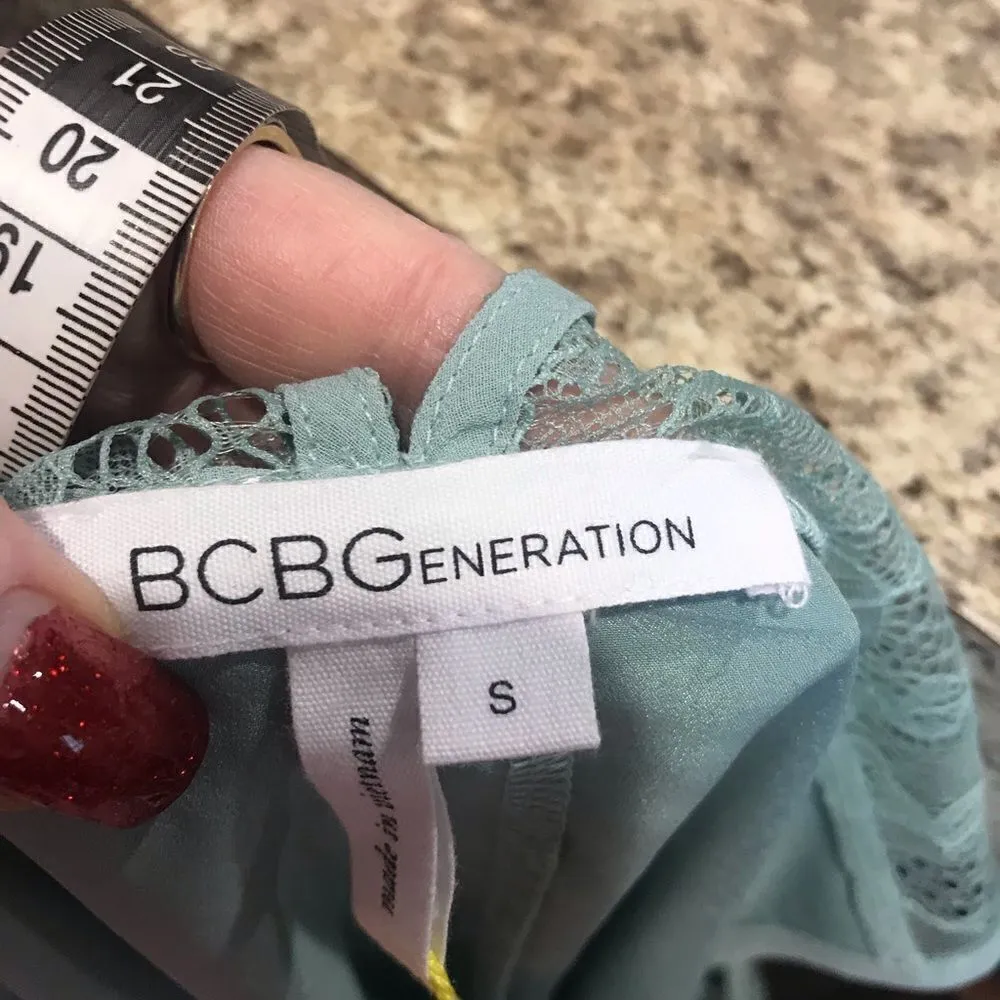 21
20
19
BCBGENERATION
S
made in vietnam